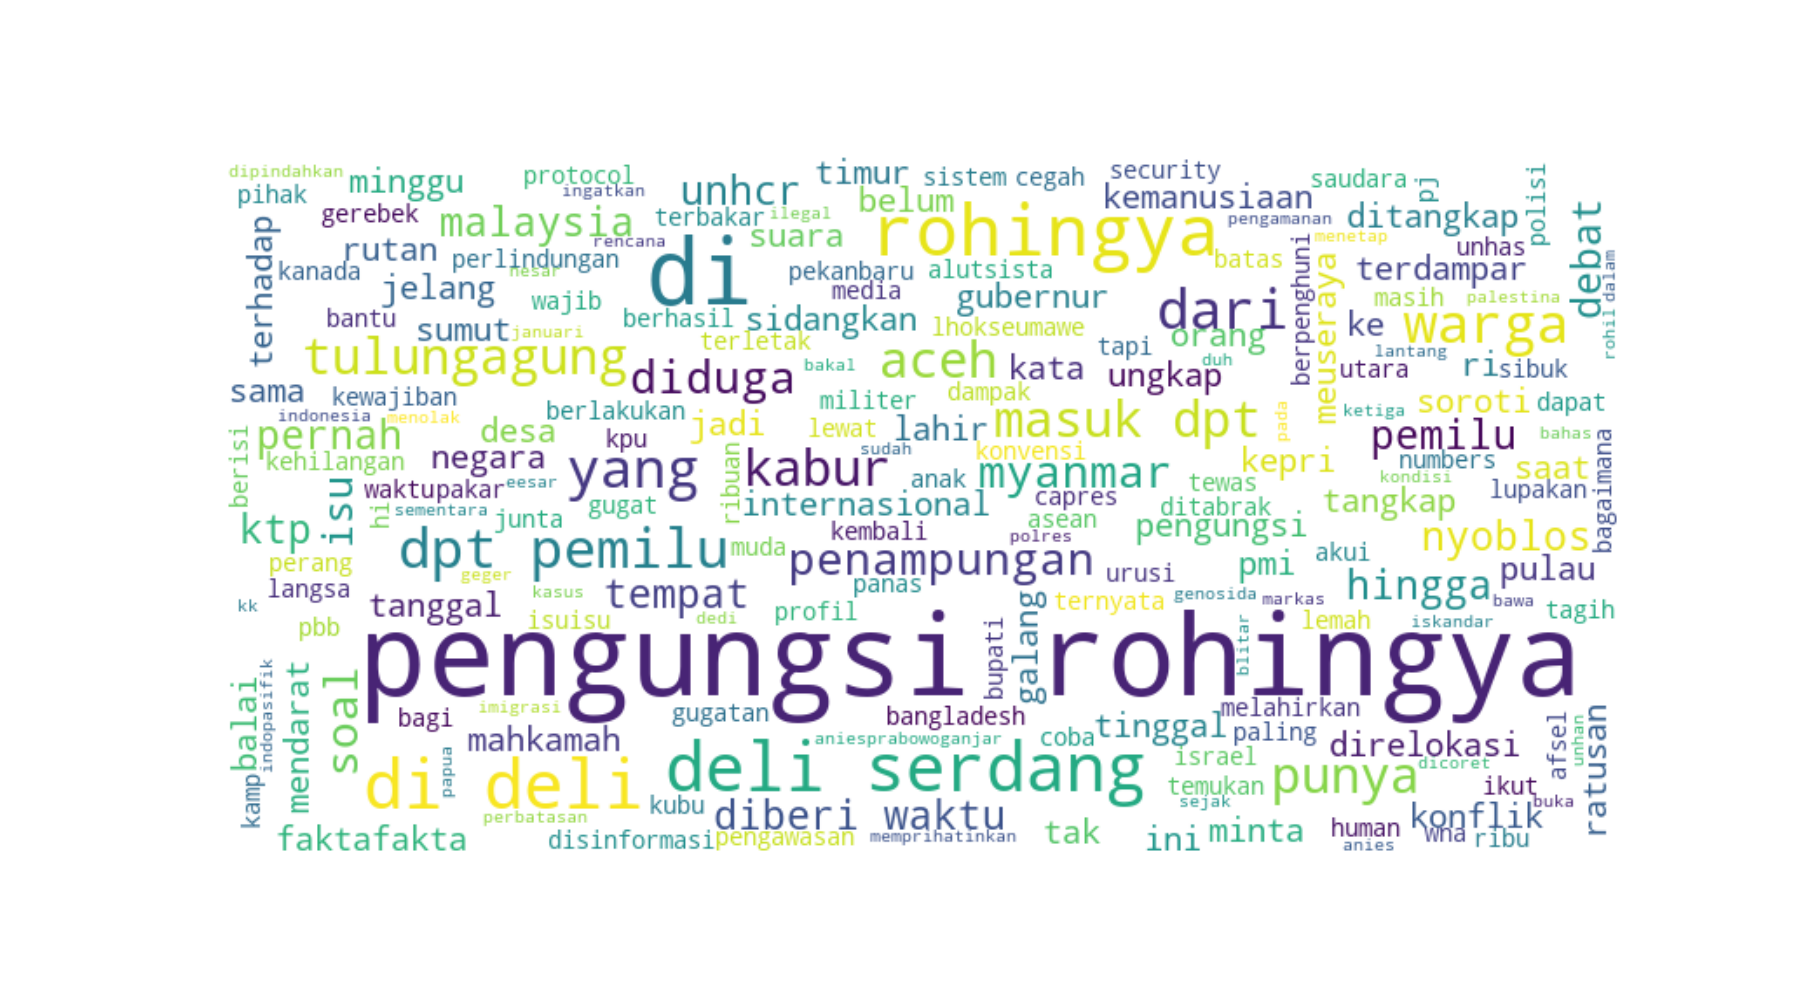 dipindahkan
minggu
protocol
ingatkan
unhcr
timur
sistem
cegah
security
kemanusiaan
saudara
pj
polisi
pihak
gerebek
malaysia
terbakar
ilegal
belum
rohingya
pengamanan
ditangkap
debat
terhadap
rutan
rencana
suara
menetap
unhas
kanada
perlindungan
hesar
di
pekanbaru
alutsista
batas
berpenghuni
meuseraya
terdampar
dalam
jelang
wajib
media
gubernur
dari
masih
palestina
bantu
sumut
januari
berhasil
sidangkan
lhokseumawe
orang
ke
warga
rohil
tulungagung
terletak
diduga
bakal
aceh
kata
tapi
duh
ungkap
lantang
utara
ri
sibuk
sama
kewajiban
indonesia
menolak
berlakukan
militer
dampak
masuk dpt
pada
ketiga
soroti
dapat
pernah
desa
kpu
jadi
lewat
lahir
sudah
konvensi
pemilu
bahas
berisi
kehilangan
negara
yang
ribuan
kabur
anak
myanmar
kepri
numbers
kondisi
saat
bagaimana
waktupakar
eesar
sementara
isu
hi
junta
gugat
internasional
capres
tewas
ditabrak
tangkap
lupakan
ktp
dpt pemilu
muda
kembali
asean
polres
pengungsi
nyoblos
perang
geger
penampungan
urusi
pmi
akui
hingga
pulau
langsa
kk
tanggal
kasus
tempat
panas
profil
galang
ternyata
genosida
markas
bawa
tagih
pbb
isuisu
dedi
bupati
blitar
lemah
iskandar
pengungsi rohingya
balai
indopasifik
mendarat
soal
bagi
imigrasi
gugatan
bangladesh
melahirkan
afsel
unhan
ratusan
mahkamah
aniesprabowoganjar
coba
tinggal
paling
direlokasi
kamp
papua
di deli
deli serdang
israel
temukan
punya
dicoret
ikut
perbatasan
kubu
diberi waktu
sejak
buka
konflik
faktafakta
disinformasi
pengawasan
memprihatinkan
tak
ini
minta
human
anies
wna
ribu